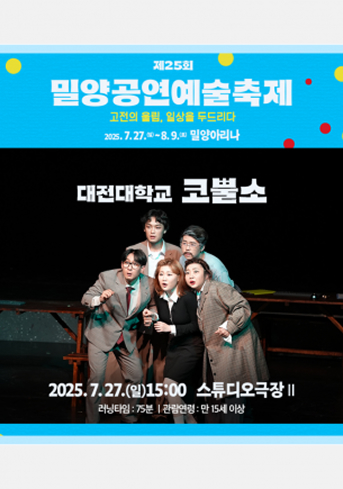 제25회
밀양공연예술축제
고전의 울림, 일상을 두드리다
2025. 7. 27.(일)~8. 9.(토) 밀양아리나
대전대학교 코뿔소
2025. 7. 27.(일)15:00 스튜디오극장 II
러닝타임 : 75분 | 관람연령 : 만 15세 이상